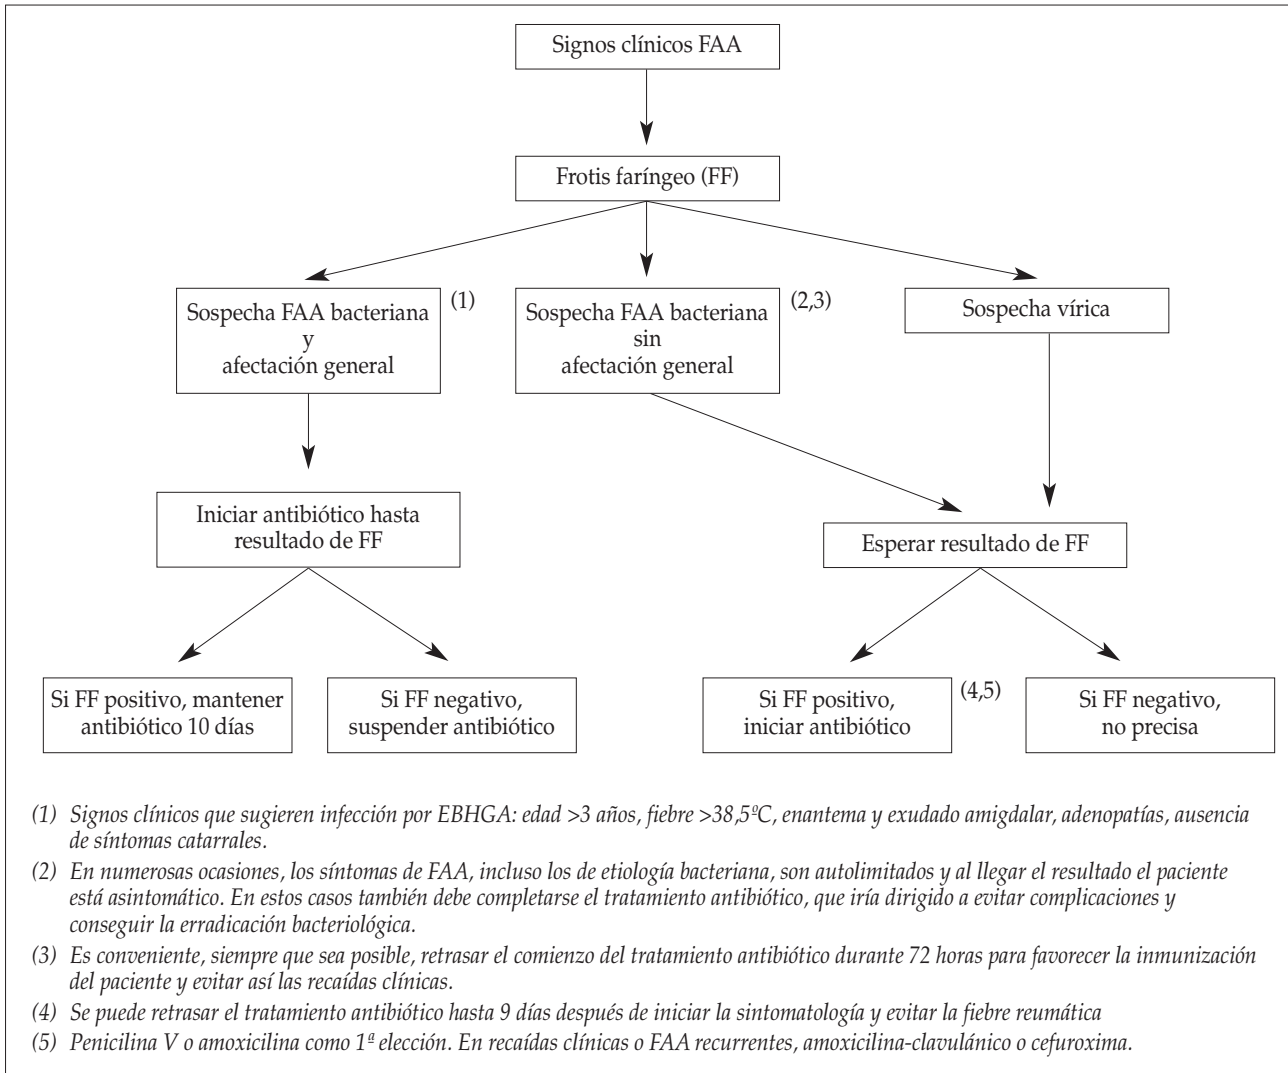 Signos clínicos FAA
Frotis faríngeo (FF)
Sospecha FAA bacteriana
y
afectación general
(1)
Sospecha FAA bacteriana
sin
afectación general
(2,3)
Sospecha vírica
Iniciar antibiótico hasta
resultado de FF
Esperar resultado de FF
Si FF positivo, mantener
antibiótico 10 días
Si FF negativo,
suspender antibiótico
Si FF positivo,
iniciar antibiótico
(4,5)
Si FF negativo,
no precisa
(1) Signos clínicos que sugieren infección por EBHGA: edad >3 años, fiebre >38,5ºC, enantema y exudado amigdalar, adenopatías, ausencia
de síntomas catarrales.
(2) En numerosas ocasiones, los síntomas de FAA, incluso los de etiología bacteriana, son autolimitados y al llegar el resultado el paciente
está asintomático. En estos casos también debe completarse el tratamiento antibiótico, que iría dirigido a evitar complicaciones y
conseguir la erradicación bacteriológica.
(3) Es conveniente, siempre que sea posible, retrasar el comienzo del tratamiento antibiótico durante 72 horas para favorecer la inmunización
del paciente y evitar así las recaídas clínicas.
(4) Se puede retrasar el tratamiento antibiótico hasta 9 días después de iniciar la sintomatología y evitar la fiebre reumática
(5) Penicilina V o amoxicilina como 1ª elección. En recaídas clínicas o FAA recurrentes, amoxicilina-clavulánico o cefuroxima.